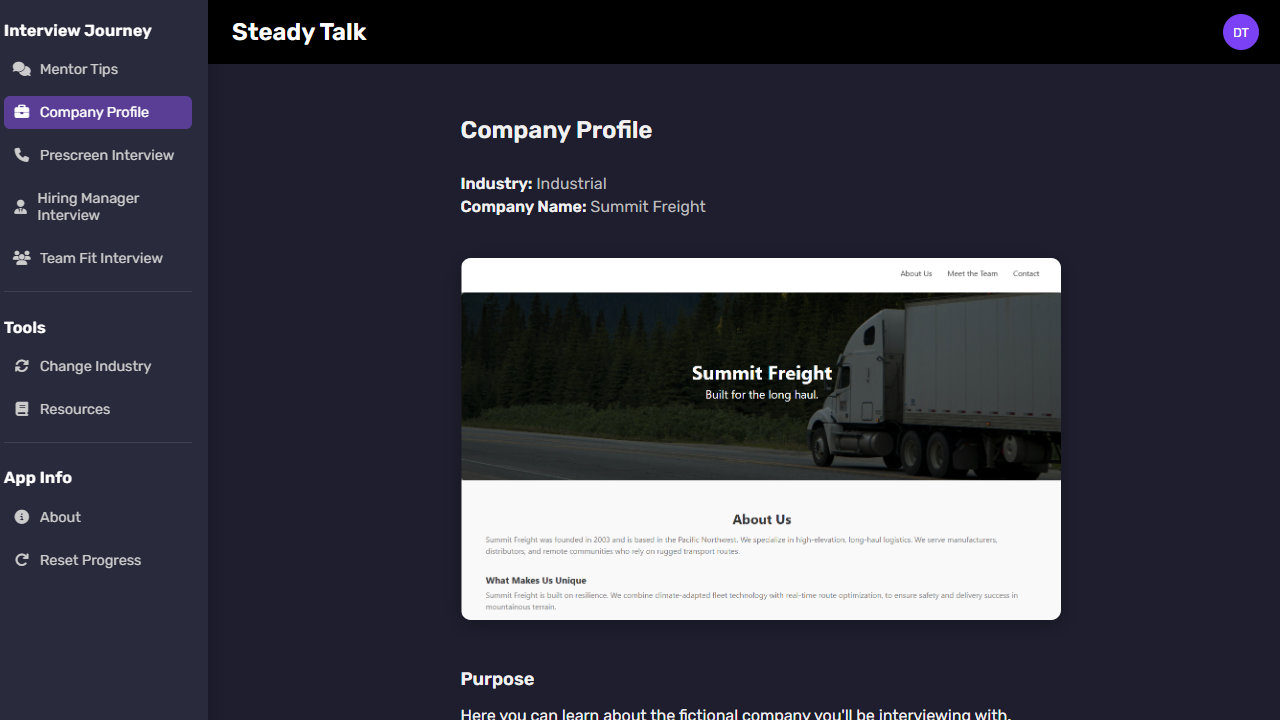 Interview Journey
Mentor Tips
Company Profile
Prescreen Interview
Hiring Manager
Interview
Team Fit Interview
Tools
Change Industry
Resources
App Info
About
Reset Progress
Steady Talk
DT
Company Profile
Industry: Industrial
Company Name: Summit Freight
About Us Meet the Team Contact
Summit Freight
Built for the long haul.
About Us
Summit Freight was founded in 2003 and is based in the Pacific Northwest. We specialize in high-elevation, long-haul logistics. We serve manufacturers,
distributors, and remote communities who rely on rugged transport routes.
What Makes Us Unique
Summit Freight is built on resilience. We combine climate-adapted fleet technology with real-time route optimization, to ensure safety and delivery success in
mountainous terrain.
Purpose
Here you can learn about the fictional company you'll be interviewing with.